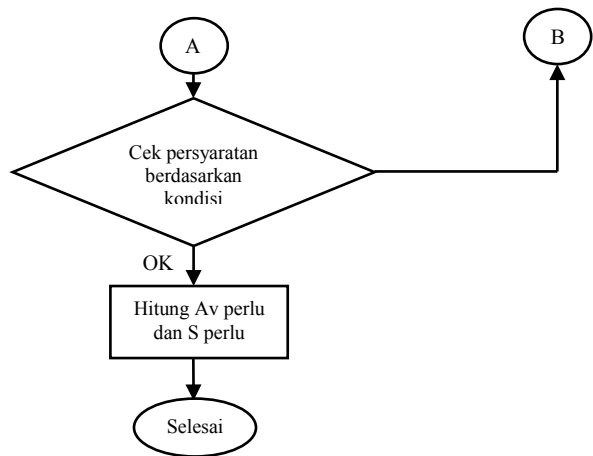 A
B
Cek persyaratan
berdasarkan
kondisi
OK
Hitung Av perlu
dan S perlu
Selesai